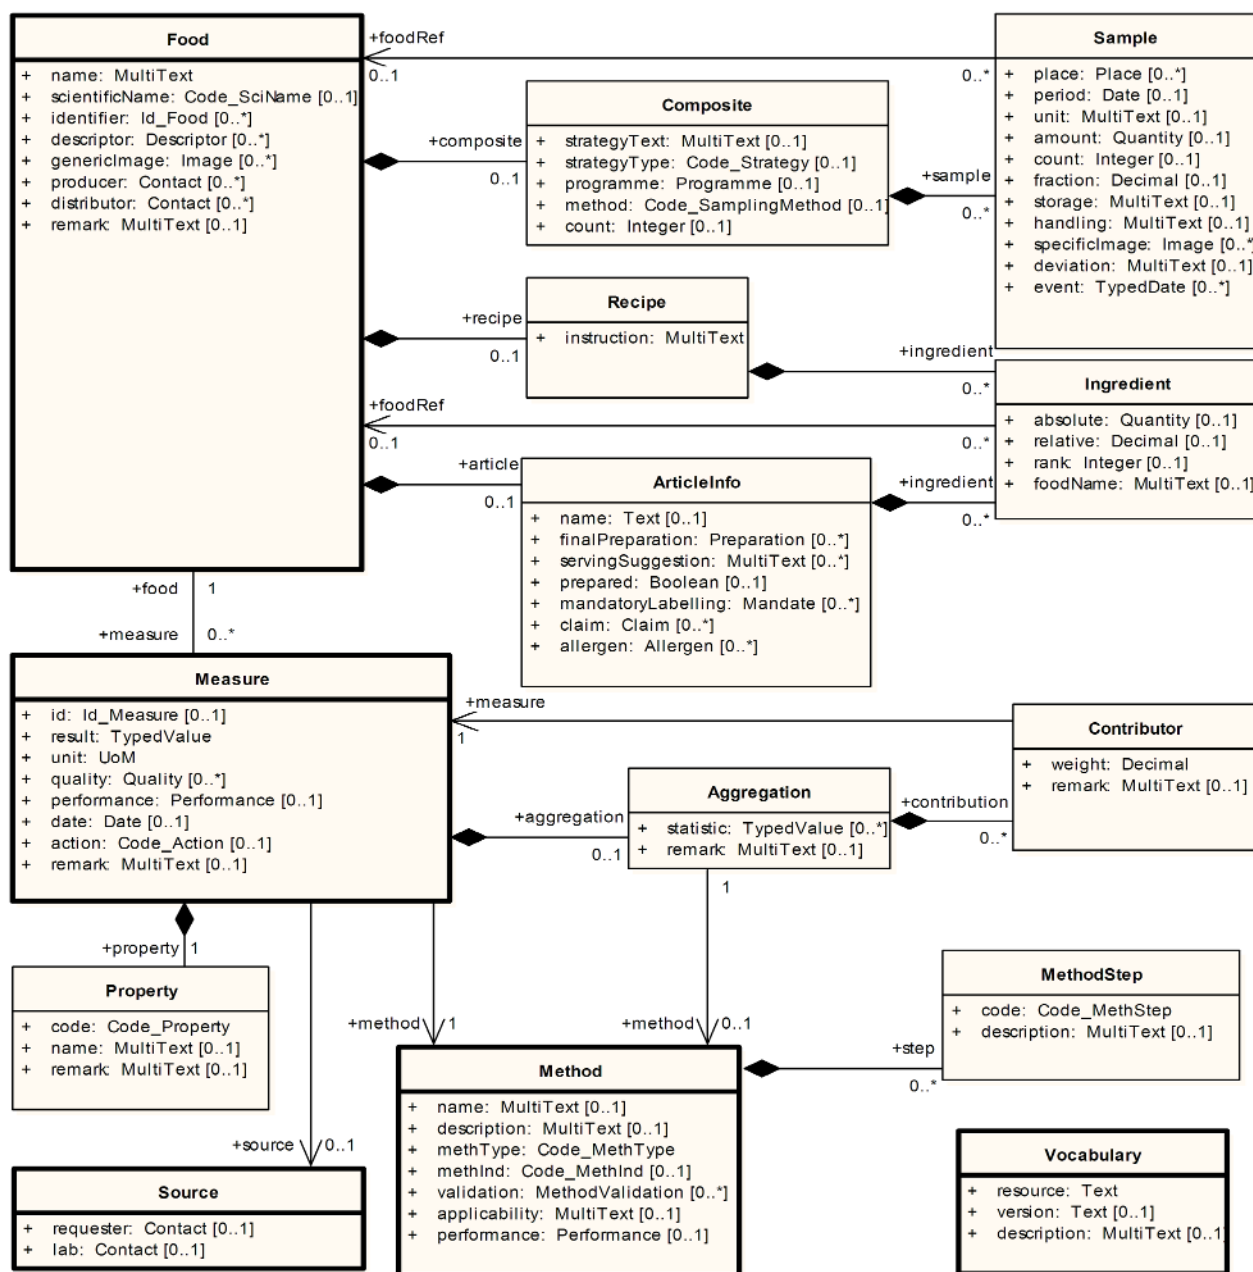 Food
+ name: MultiText
+ scientificName: Code_SciName [0..1]
+ identifier: Id_Food [0..*]
+ descriptor: Descriptor [0..*]
+ genericImage: Image [0..*]
+ producer: Contact [0..*]
+ distributor: Contact [0..*]
+ remark: MultiText [0..1]
+foodRef
0..1
0..*
Sample
+ place: Place [0..*]
+ period: Date [0..1]
+ unit: MultiText [0..1]
+ amount: Quantity [0..1]
+ count: Integer [0..1]
+ fraction: Decimal [0..1]
+ storage: MultiText [0..1]
+ handling: MultiText [0..1]
+ specificImage: Image [0..*]
+ deviation: MultiText [0..1]
+ event: TypedDate [0..*]
+composite
0..1
Composite
+ strategyText: MultiText [0..1]
+ strategyType: Code_Strategy [0..1]
+ programme: Programme [0..1]
+ method: Code_SamplingMethod [0..1]
+ count: Integer [0..1]
+sample
0..*
+recipe
0..1
Recipe
+ instruction: MultiText
+ingredient
0..*
+foodRef
0..1
0..*
Ingredient
+ absolute: Quantity [0..1]
+ relative: Decimal [0..1]
+ rank: Integer [0..1]
+ foodName: MultiText [0..1]
+article
0..1
ArticleInfo
+ name: Text [0..1]
+ finalPreparation: Preparation [0..*]
+ servingSuggestion: MultiText [0..*]
+ prepared: Boolean [0..1]
+ mandatoryLabelling: Mandate [0..*]
+ claim: Claim [0..*]
+ allergen: Allergen [0..*]
+ingredient
0..*
+food 1
+measure 0..*
Measure
+ id: Id_Measure [0..1]
+ result: TypedValue
+ unit: UoM
+ quality: Quality [0..*]
+ performance: Performance [0..1]
+ date: Date [0..1]
+ action: Code_Action [0..1]
+ remark: MultiText [0..1]
+measure
1
Contributor
+ weight: Decimal
+ remark: MultiText [0..1]
+aggregation
0..1
Aggregation
+ statistic: TypedValue [0..*]
+ remark: MultiText [0..1]
+contribution
0..*
1
+property 1
Property
+ code: Code_Property
+ name: MultiText [0..1]
+ remark: MultiText [0..1]
+method 1
+method 0..1
MethodStep
+ code: Code_MethStep
+ description: MultiText [0..1]
+step
0..*
Method
+ name: MultiText [0..1]
+ description: MultiText [0..1]
+ methType: Code_MethType
+ methInd: Code_MethInd [0..1]
+ validation: MethodValidation [0..*]
+ applicability: MultiText [0..1]
+ performance: Performance [0..1]
+source 0..1
Source
+ requester: Contact [0..1]
+ lab: Contact [0..1]
Vocabulary
+ resource: Text
+ version: Text [0..1]
+ description: MultiText [0..1]